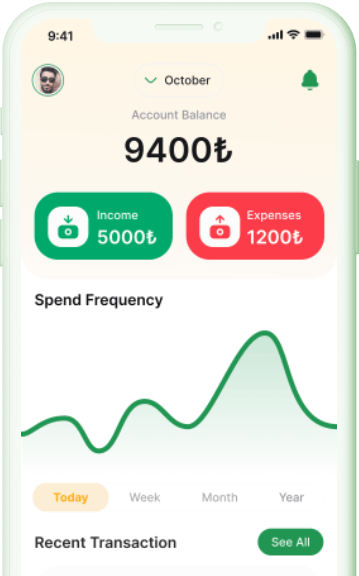 9:41
October
Account Balance
9400₺
Income
5000₺
Expenses
1200₺
Spend Frequency
Today Week Month Year
Recent Transaction See All